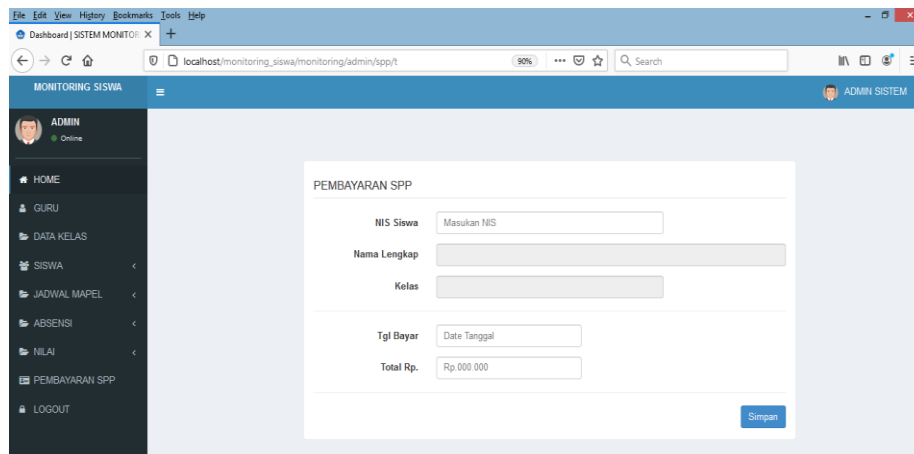 File Edit View History Bookmarks Tools Help
Dashboard | SISTEM MONITOR
localhost/monitoring_siswa/monitoring/admin/spp/t
90%
Search
MONITORING SISWA
ADMIN SISTEM
ADMIN
Online
HOME
GURU
DATA KELAS
SISWA
JADWAL MAPEL
ABSENSI
NILAI
PEMBAYARAN SPP
LOGOUT
PEMBAYARAN SPP
NIS Siswa Masukan NIS
Nama Lengkap
Kelas
Tgl Bayar Date Tanggal
Total Rp. Rp.000.000
Simpan